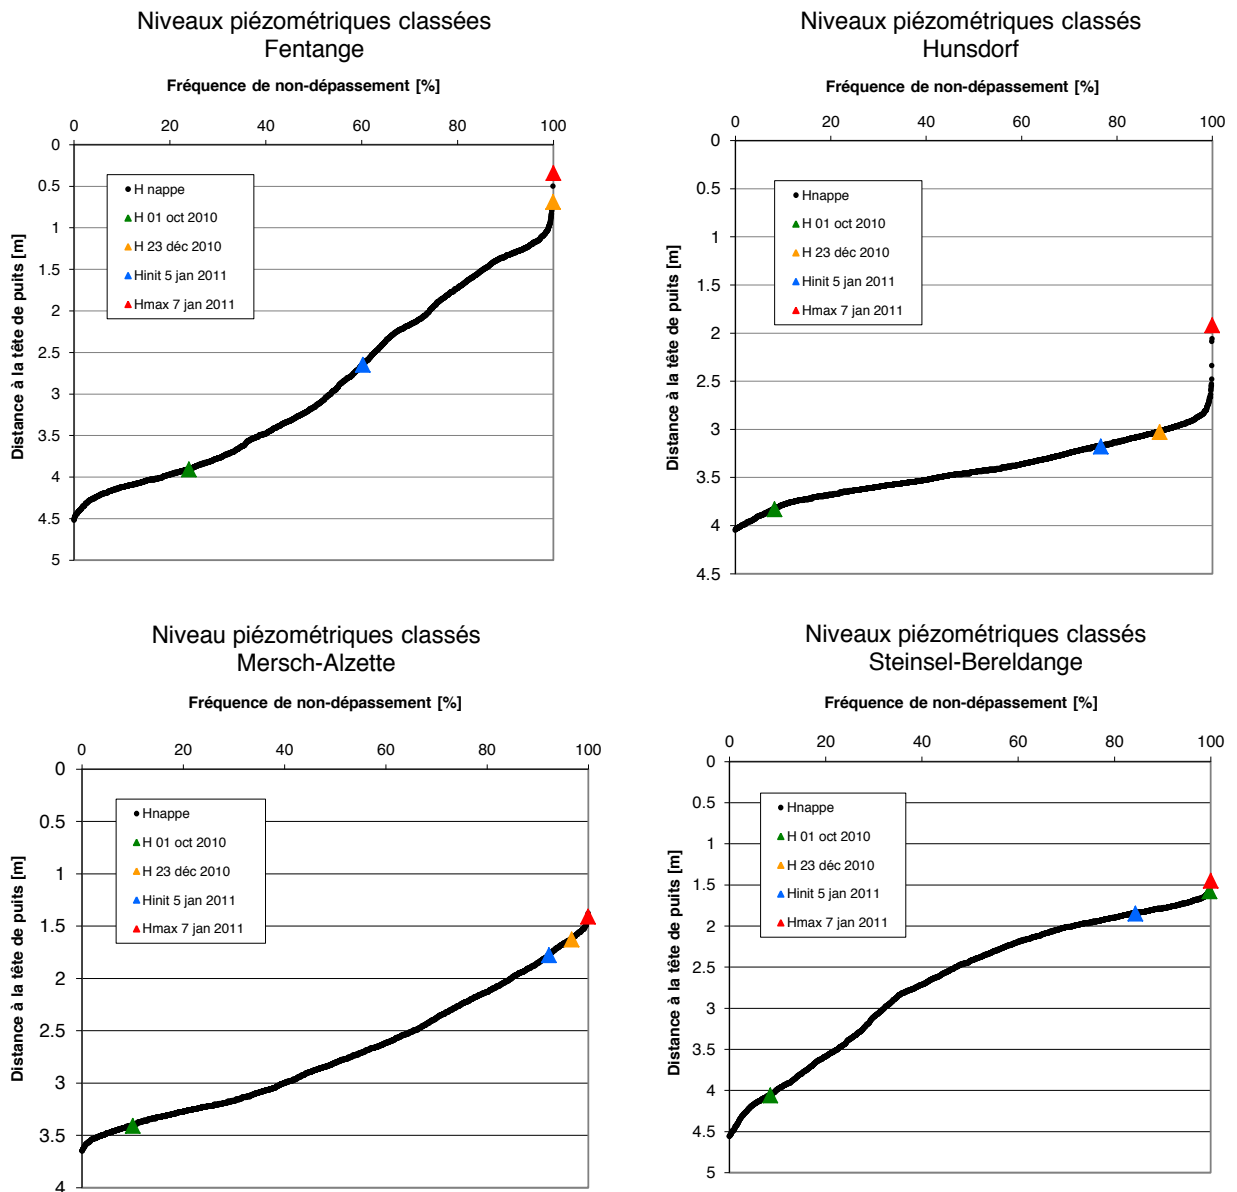 Niveaux piézométriques classées
Fentange
Fréquence de non-dépassement [%]
0 20 40 60 80 100
0
0.5
1
1.5
2
2.5
3
3.5
4
4.5
5
Distance à la tête de puits [m]
H nappe
H 01 oct 2010
H 23 déc 2010
Hinit 5 jan 2011
Hmax 7 jan 2011
Niveaux piézométriques classés
Hunsdorf
Fréquence de non-dépassement [%]
0 20 40 60 80 100
0
0.5
1
1.5
2
2.5
3
3.5
4
4.5
Distance à la tête de puits [m]
Hnappe
H 01 oct 2010
H 23 déc 2010
Hinit 5 jan 2011
Hmax 7 jan 2011
Niveau piézométriques classés
Mersch-Alzette
Fréquence de non-dépassement [%]
0 20 40 60 80 100
0
0.5
1
1.5
2
2.5
3
3.5
4
Distance à la tête de puits [m]
Hnappe
H 01 oct 2010
H 23 déc 2010
Hinit 5 jan 2011
Hmax 7 jan 2011
Niveaux piézométriques classés
Steinsel-Bereldange
Fréquence de non-dépassement [%]
0 20 40 60 80 100
0
0.5
1
1.5
2
2.5
3
3.5
4
4.5
5
Distance à la tête de puits [m]
Hnappe
H 01 oct 2010
H 23 déc 2010
Hinit 5 jan 2011
Hmax 7 jan 2011